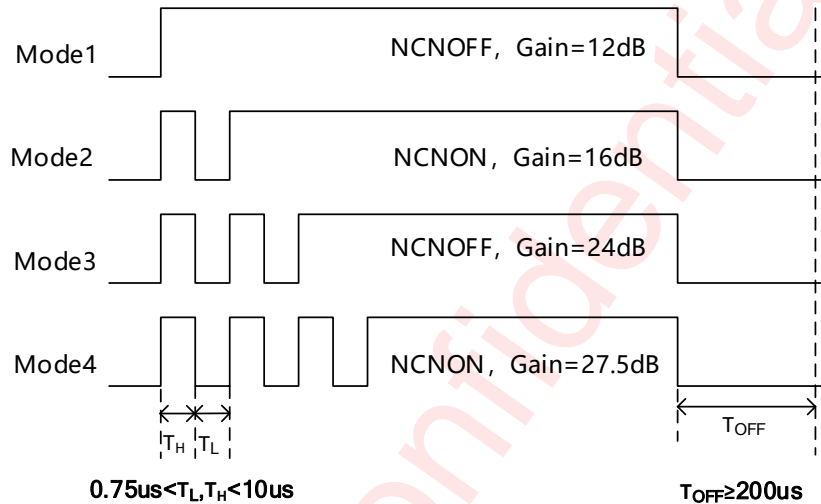 Mode1
NCNOFF, Gain=12dB
Mode2
NCNON, Gain=16dB
Mode3
NCNOFF, Gain=24dB
Mode4
NCNON, Gain=27.5dB
TH TL
TOFF
0.75us<TL,TH<10us
TOFF≥200us
Confidential